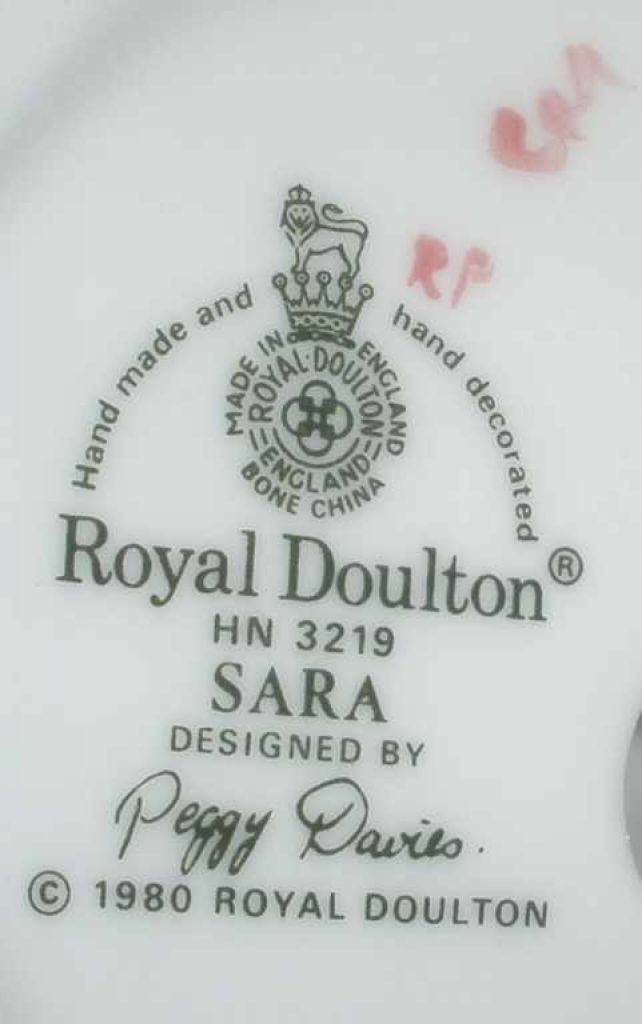 RP
Hand made and hand decorated
MADE IN ENGLAND
ROYAL·DOULTON
ENGLAND
BONE CHINA
Royal Doulton®
HN 3219
SARA
DESIGNED BY
Peggy Davies.
© 1980 ROYAL DOULTON